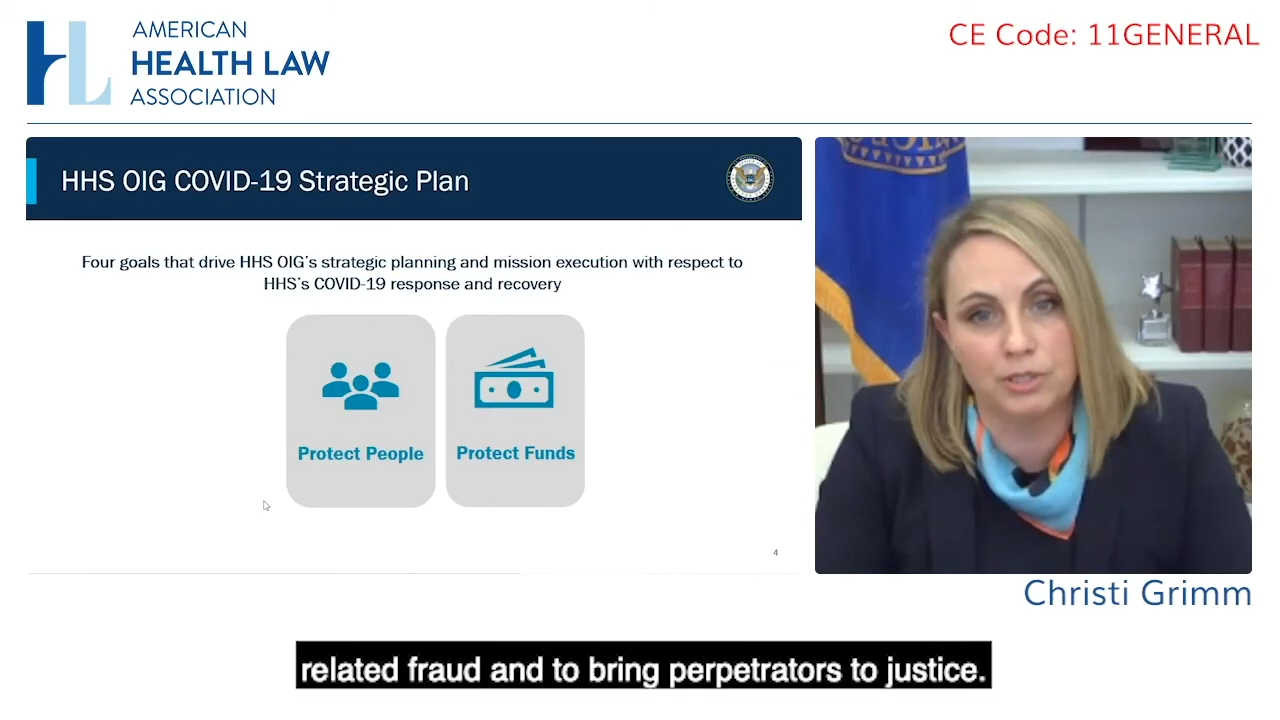 AMERICAN
HEALTH LAW
ASSOCIATION
CE Code: 11GENERAL
HHS OIG COVID-19 Strategic Plan
Four goals that drive HHS OIG's strategic planning and mission execution with respect to
HHS's COVID-19 response and recovery
Protect People
Protect Funds
4
Christi Grimm
related fraud and to bring perpetrators to justice.